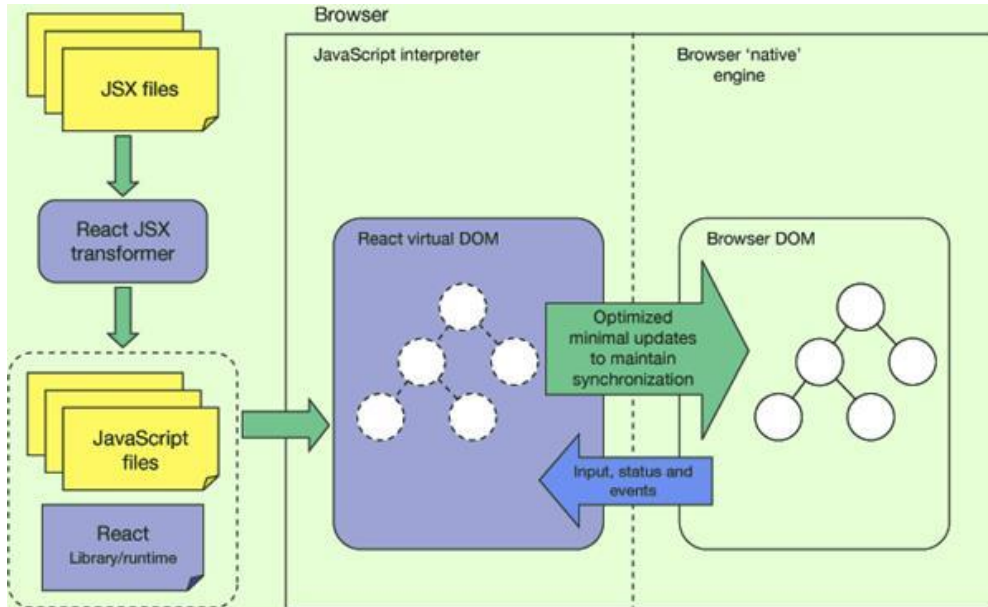 Browser
JavaScript interpreter
Browser ‘native’
engine
JSX files
React JSX
transformer
JavaScript
files
React
Library/runtime
React virtual DOM
Optimized
minimal updates
to maintain
synchronization
Input, status and
events
Browser DOM